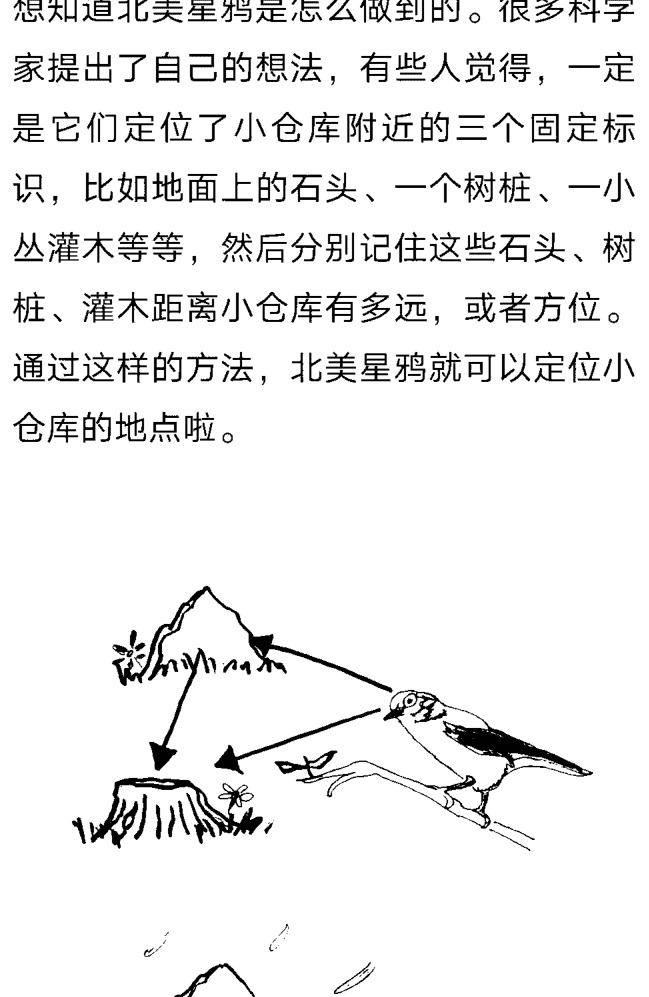 想知道北美星鸦是怎么做到的。很多科学
家提出了自己的想法，有些人觉得，一定
是它们定位了小仓库附近的三个固定标
识，比如地面上的石头、一个树桩、一小
丛灌木等等，然后分别记住这些石头、树
桩、灌木距离小仓库有多远，或者方位。
通过这样的方法，北美星鸦就可以定位小
仓库的地点啦。